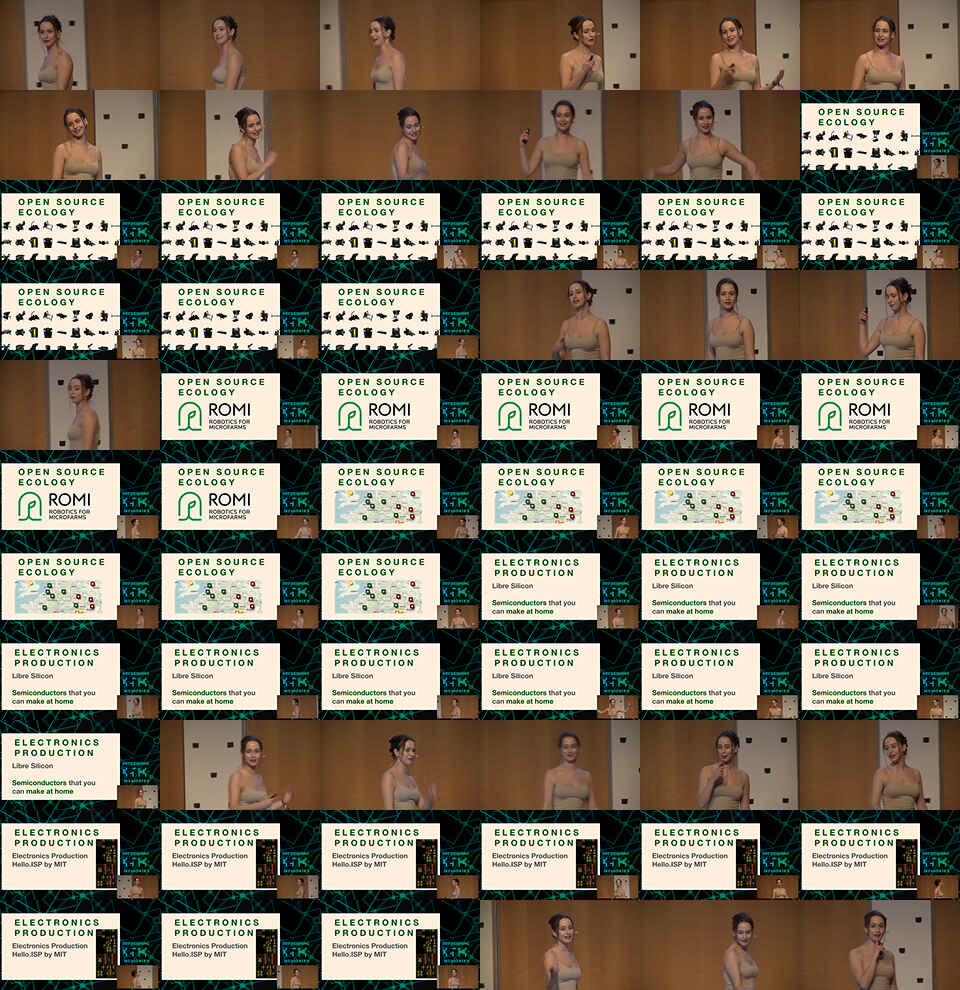 OPEN SOURCE
ECOLOGY
OPEN SOURCE
ECOLOGY
OPEN SOURCE
ECOLOGY
OPEN SOURCE
ECOLOGY
OPEN SOURCE
ECOLOGY
OPEN SOURCE
ECOLOGY
OPEN SOURCE
ECOLOGY
OPEN SOURCE
ECOLOGY
OPEN SOURCE
ECOLOGY
OPEN SOURCE
ECOLOGY
OPEN SOURCE
ECOLOGY
ROMI
ROBOTICS FOR
MICROFARMS
OPEN SOURCE
ECOLOGY
ROMI
ROBOTICS FOR
MICROFARMS
OPEN SOURCE
ECOLOGY
ROMI
ROBOTICS FOR
MICROFARMS
OPEN SOURCE
ECOLOGY
ROMI
ROBOTICS FOR
MICROFARMS
OPEN SOURCE
ECOLOGY
ROMI
ROBOTICS FOR
MICROFARMS
OPEN SOURCE
ECOLOGY
ROMI
ROBOTICS FOR
MICROFARMS
OPEN SOURCE
ECOLOGY
ROMI
ROBOTICS FOR
MICROFARMS
OPEN SOURCE
ECOLOGY
OPEN SOURCE
ECOLOGY
OPEN SOURCE
ECOLOGY
OPEN SOURCE
ECOLOGY
OPEN SOURCE
ECOLOGY
OPEN SOURCE
ECOLOGY
OPEN SOURCE
ECOLOGY
ELECTRONICS
PRODUCTION
Libre Silicon
Semiconductors that you
can make at home
ELECTRONICS
PRODUCTION
Libre Silicon
Semiconductors that you
can make at home
ELECTRONICS
PRODUCTION
Libre Silicon
Semiconductors that you
can make at home
ELECTRONICS
PRODUCTION
Libre Silicon
Semiconductors that you
can make at home
ELECTRONICS
PRODUCTION
Libre Silicon
Semiconductors that you
can make at home
ELECTRONICS
PRODUCTION
Libre Silicon
Semiconductors that you
can make at home
ELECTRONICS
PRODUCTION
Libre Silicon
Semiconductors that you
can make at home
ELECTRONICS
PRODUCTION
Libre Silicon
Semiconductors that you
can make at home
ELECTRONICS
PRODUCTION
Libre Silicon
Semiconductors that you
can make at home
ELECTRONICS
PRODUCTION
Libre Silicon
Semiconductors that you
can make at home
ELECTRONICS
PRODUCTION
Electronics Production
Hello.ISP by MIT
ELECTRONICS
PRODUCTION
Electronics Production
Hello.ISP by MIT
ELECTRONICS
PRODUCTION
Electronics Production
Hello.ISP by MIT
ELECTRONICS
PRODUCTION
Electronics Production
Hello.ISP by MIT
ELECTRONICS
PRODUCTION
Electronics Production
Hello.ISP by MIT
ELECTRONICS
PRODUCTION
Electronics Production
Hello.ISP by MIT
ELECTRONICS
PRODUCTION
Electronics Production
Hello.ISP by MIT
ELECTRONICS
PRODUCTION
Electronics Production
Hello.ISP by MIT
ELECTRONICS
PRODUCTION
Electronics Production
Hello.ISP by MIT